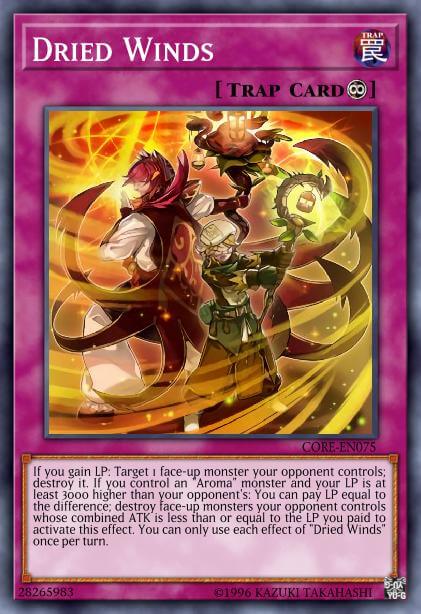 DRIED WINDS
TRAP
罠
[TRAP CARD∞]
CORE-EN075
If you gain LP: Target 1 face-up monster your opponent controls;
destroy it. If you control an "Aroma" monster and your LP is at
least 3000 higher than your opponent's: You can pay LP equal to
the difference; destroy face-up monsters your opponent controls
whose combined ATK is less than or equal to the LP you paid to
activate this effect. You can only use each effect of "Dried Winds"
once per turn.
28265983
©1996 KAZUKI TAKAHASHI